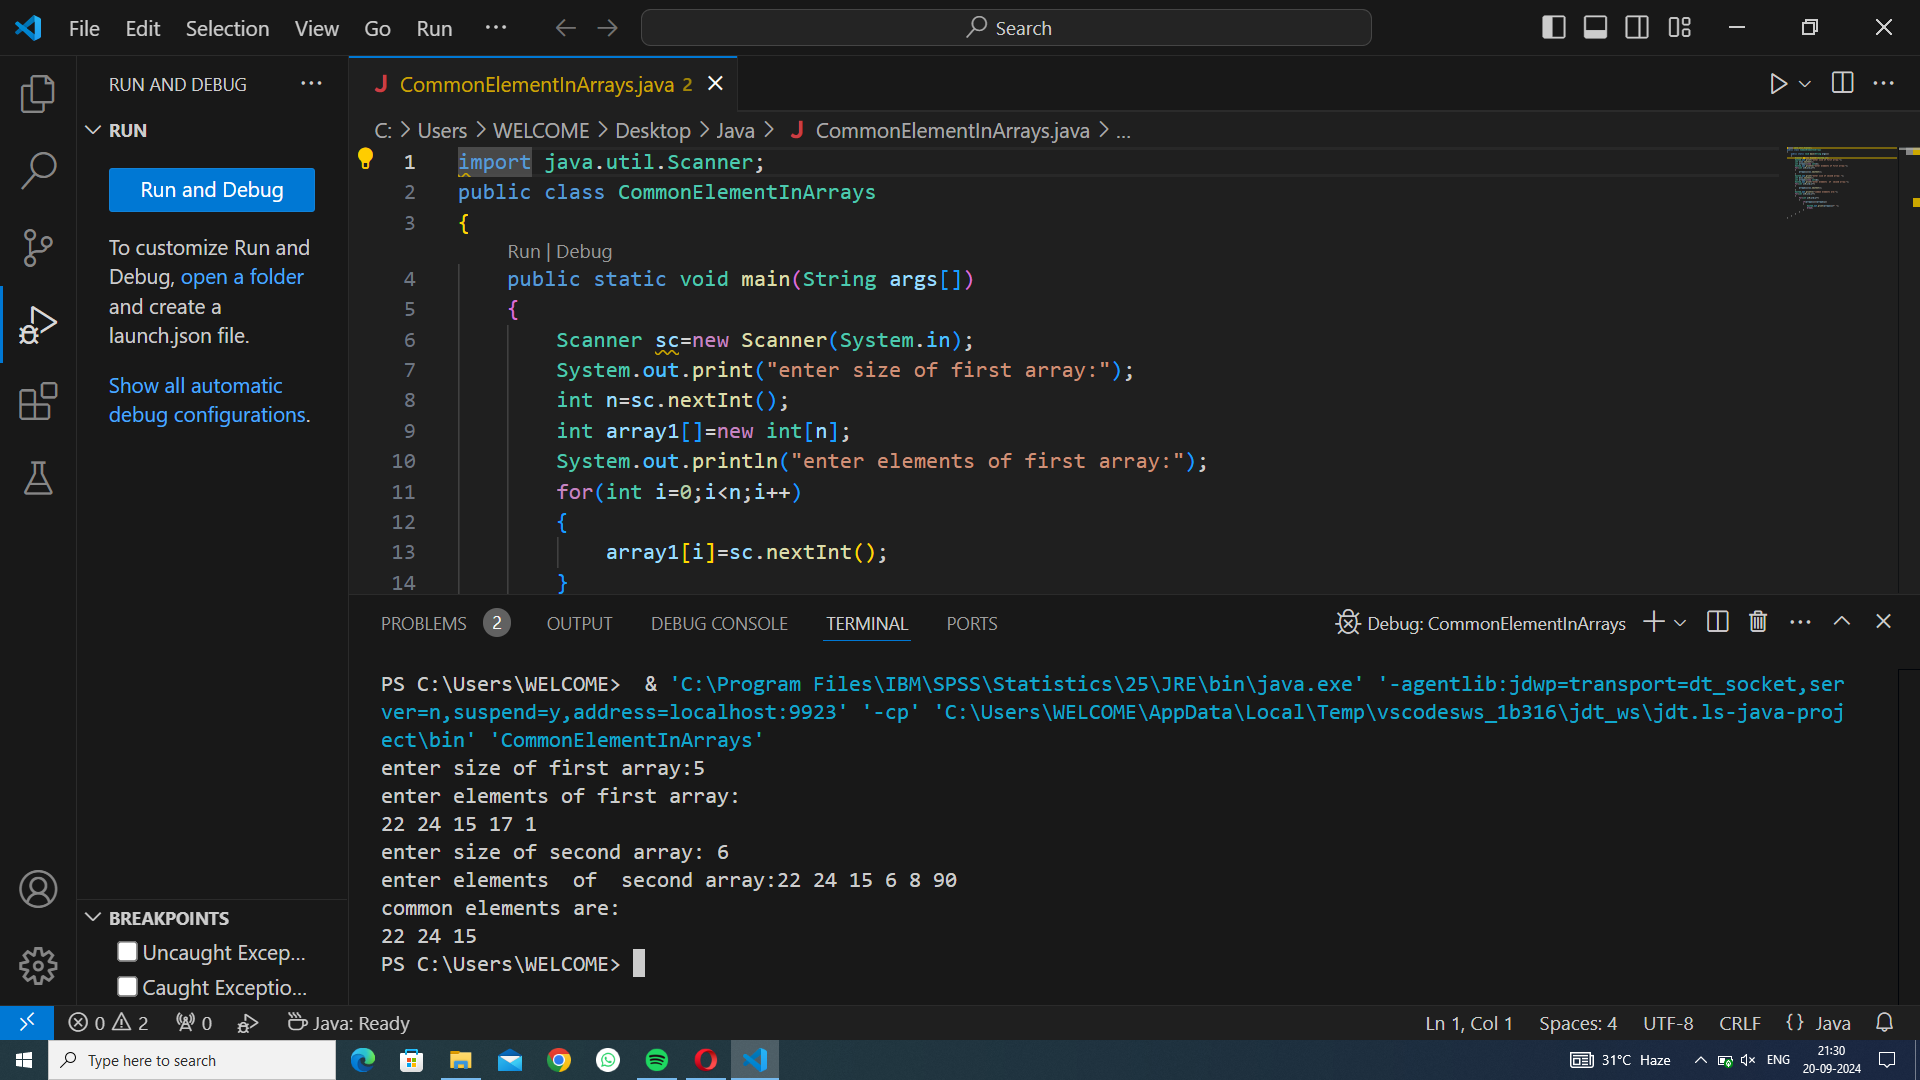 File Edit Selection View Go Run ··· Search
RUN AND DEBUG ···
RUN
Run and Debug
To customize Run and
Debug, open a folder
and create a
launch.json file.
Show all automatic
debug configurations.
BREAKPOINTS
Uncaught Excep...
Caught Exceptio...
J CommonElementInArrays.java 2
C: > Users > WELCOME > Desktop > Java > J CommonElementInArrays.java > ...
1 import java.util.Scanner;
2 public class CommonElementInArrays
3 {
Run | Debug
4 public static void main(String args[])
5 {
6 Scanner sc=new Scanner(System.in);
7 System.out.print("enter size of first array:");
8 int n=sc.nextInt();
9 int array1[]=new int[n];
10 System.out.println("enter elements of first array:");
11 for(int i=0;i<n;i++)
12 {
13 array1[i]=sc.nextInt();
14 }
PROBLEMS 2 OUTPUT DEBUG CONSOLE TERMINAL PORTS Debug: CommonElementInArrays
PS C:\Users\WELCOME>  & 'C:\Program Files\IBM\SPSS\Statistics\25\JRE\bin\java.exe' '-agentlib:jdwp=transport=dt_socket,ser
ver=n,suspend=y,address=localhost:9923' '-cp' 'C:\Users\WELCOME\AppData\Local\Temp\vscodesws_1b316\jdt_ws\jdt.ls-java-proj
ect\bin' 'CommonElementInArrays'
enter size of first array:5
enter elements of first array:
22 24 15 17 1
enter size of second array: 6
enter elements  of  second array:22 24 15 6 8 90
common elements are:
22 24 15
PS C:\Users\WELCOME>
0 2 0 Java: Ready Ln 1, Col 1 Spaces: 4 UTF-8 CRLF {} Java
Type here to search 31°C Haze ENG 21:30
20-09-2024